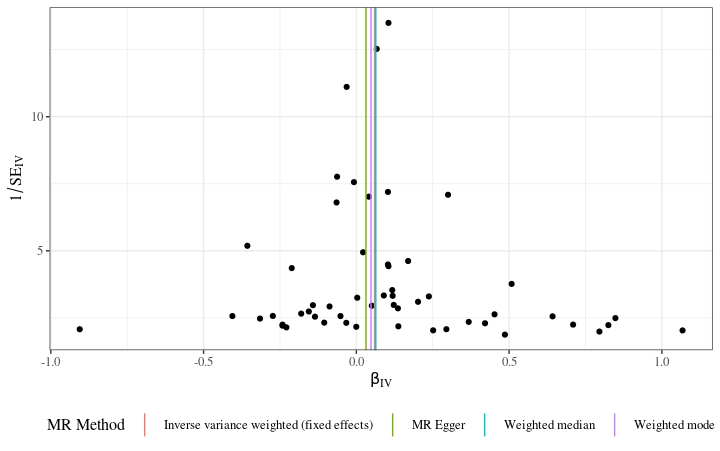 10
5
1/SE_IV
-1.0 -0.5 0.0 0.5 1.0
β_IV
MR Method Inverse variance weighted (fixed effects) MR Egger Weighted median Weighted mode